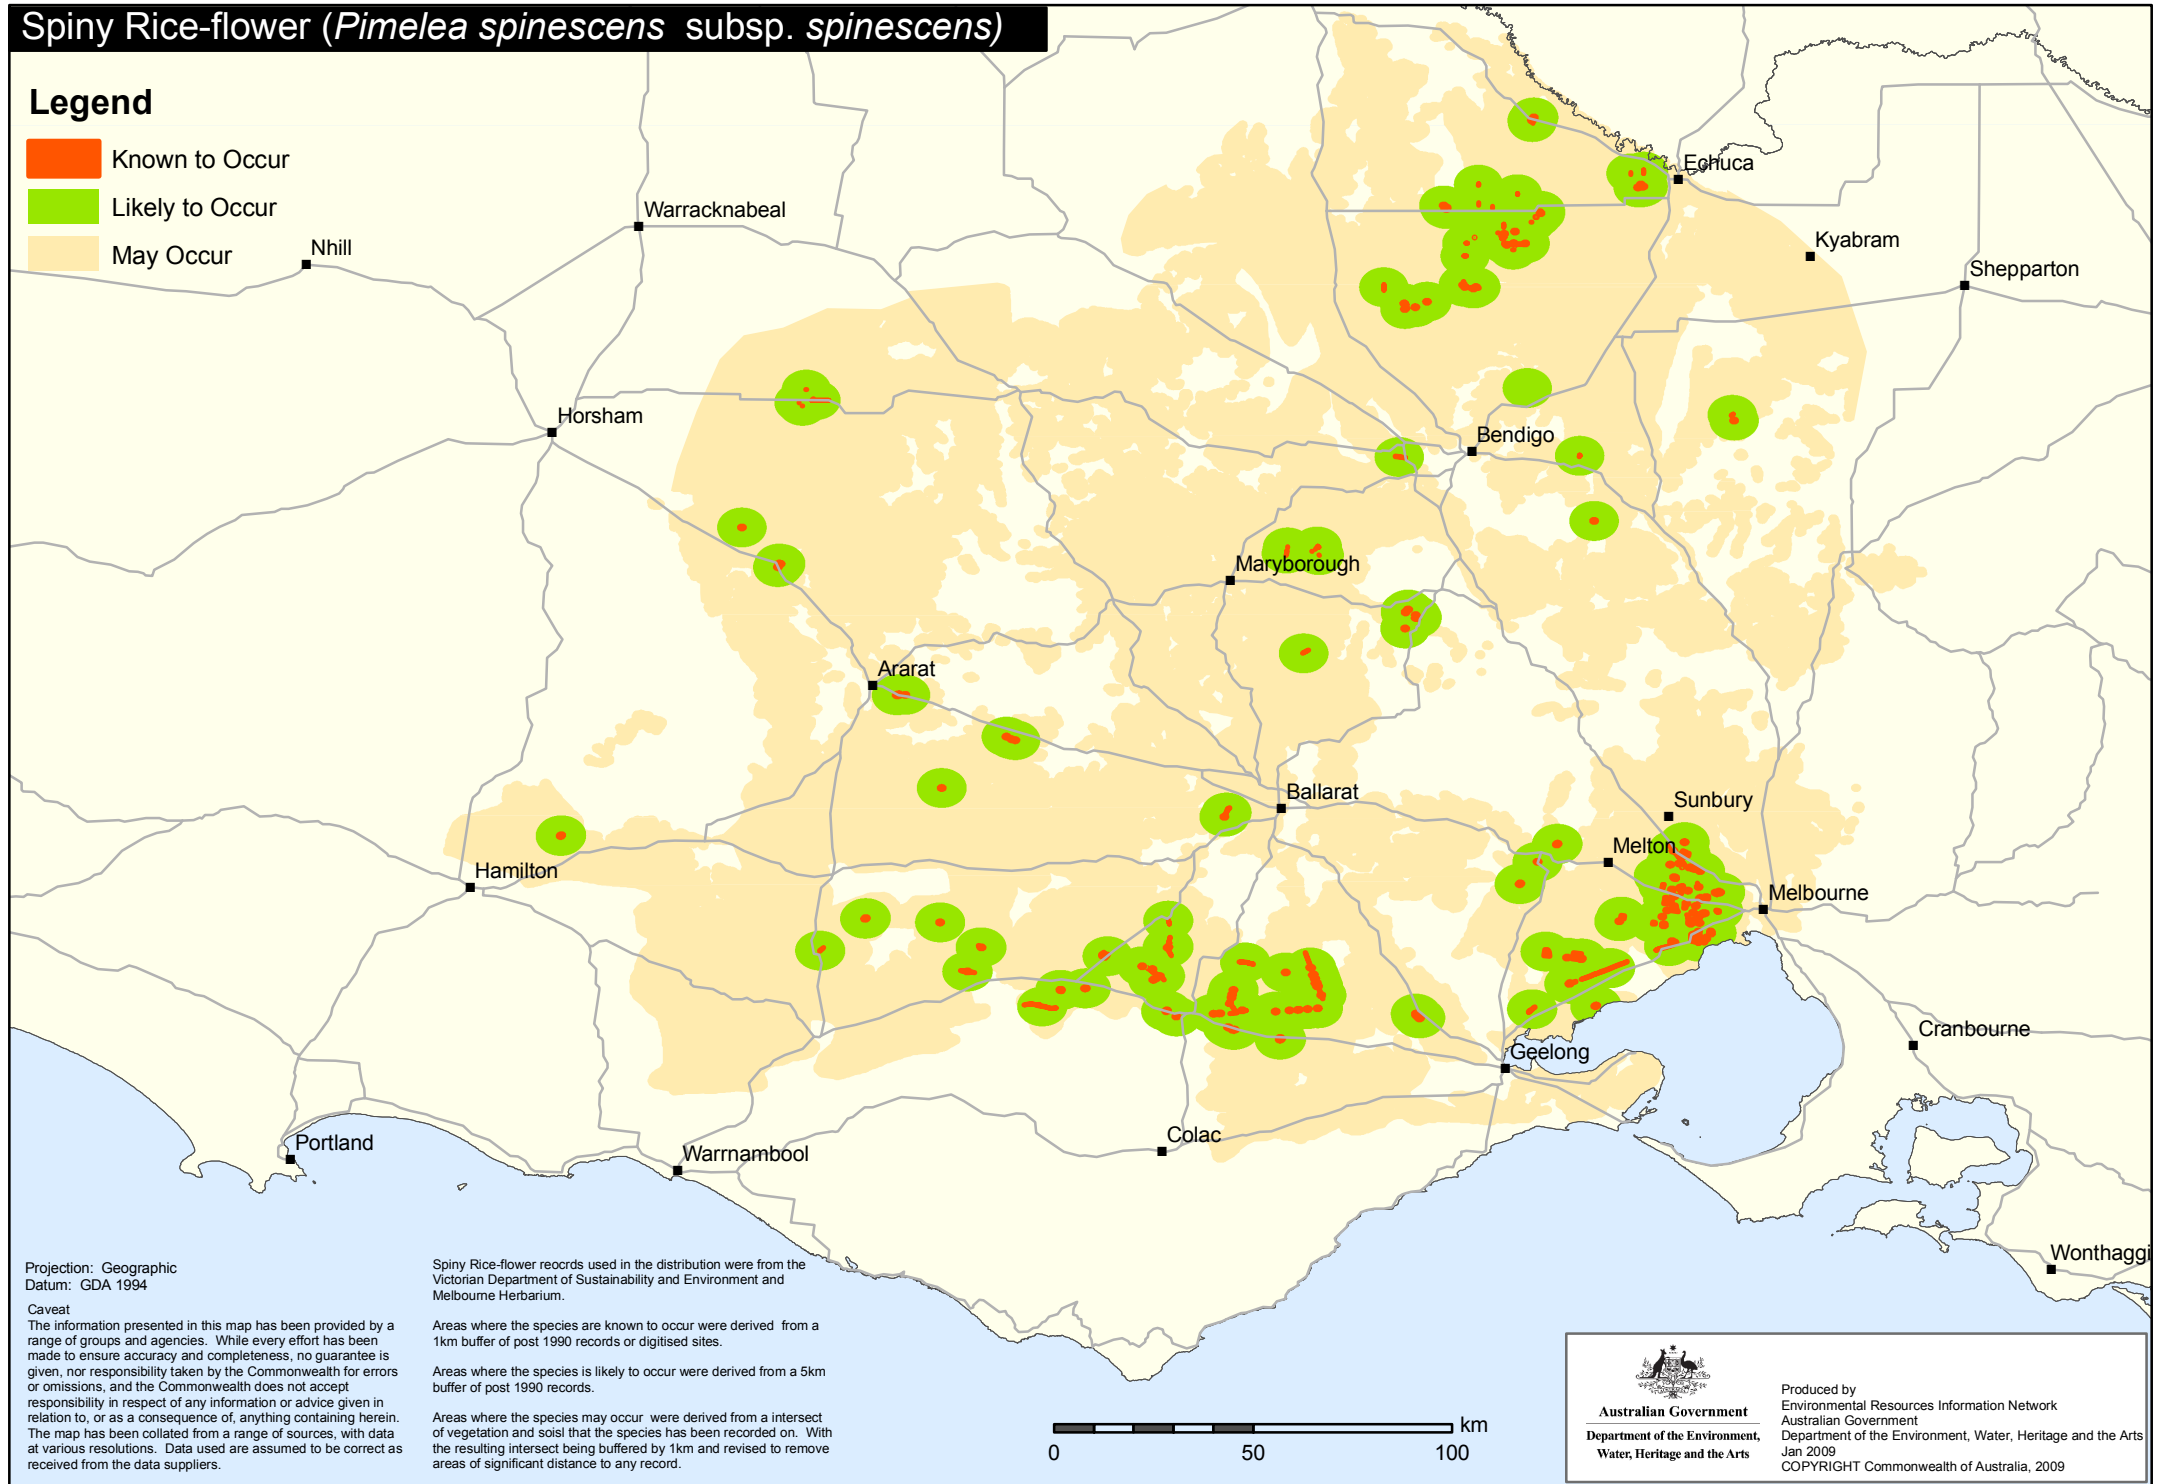 Spiny Rice-flower (Pimelea spinescens subsp. spinescens)
Legend
Known to Occur
Likely to Occur
May Occur
Echuca
Warracknabeal
Nhill
Kyabram
Shepparton
Horsham
Bendigo
Maryborough
Ararat
Ballarat
Sunbury
Melton
Hamilton
Melbourne
Cranbourne
Geelong
Colac
Portland
Warrnambool
Wonthaggi
Projection: Geographic
Datum: GDA 1994
Caveat
The information presented in this map has been provided by a
range of groups and agencies. While every effort has been
made to ensure accuracy and completeness, no guarantee is
given, nor responsibility taken by the Commonwealth for errors
or omissions, and the Commonwealth does not accept
responsibility in respect of any information or advice given in
relation to, or as a consequence of, anything containing herein.
The map has been collated from a range of sources, with data
at various resolutions. Data used are assumed to be correct as
received from the data suppliers.
Spiny Rice-flower reocrds used in the distribution were from the
Victorian Department of Sustainability and Environment and
Melbourne Herbarium.
Areas where the species are known to occur were derived from a
1km buffer of post 1990 records or digitised sites.
Areas where the species is likely to occur were derived from a 5km
buffer of post 1990 records.
Areas where the species may occur were derived from a intersect
of vegetation and soisl that the species has been recorded on. With
the resulting intersect being buffered by 1km and revised to remove
areas of significant distance to any record.
km
0 50 100
Australian Government
Department of the Environment,
Water, Heritage and the Arts
Produced by
Environmental Resources Information Network
Australian Government
Department of the Environment, Water, Heritage and the Arts
Jan 2009
COPYRIGHT Commonwealth of Australia, 2009